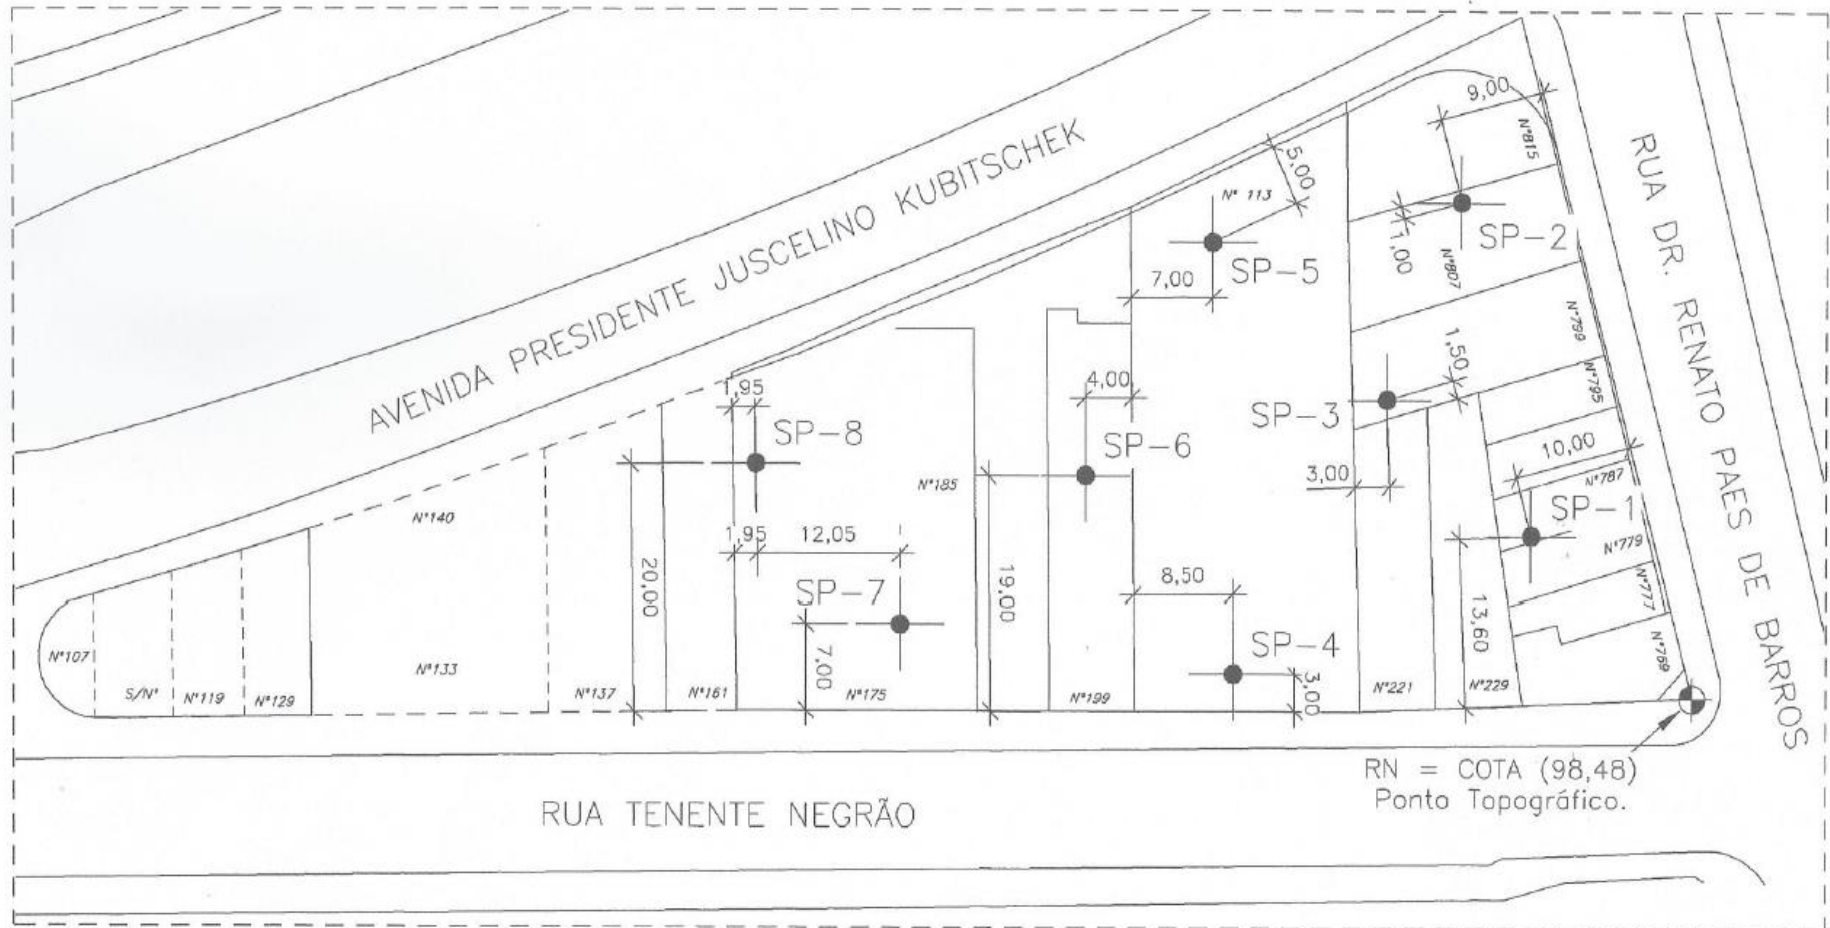 AVENIDA PRESIDENTE JUSCELINO KUBITSCHEK
RUA DR. RENATO PAES DE BARROS
9,00
N°815
5,00
N° 113
SP-2
1,00
N°807
SP-5
7,00
N°799
1,50
N°795
1,95
4,00
SP-3
SP-8
SP-6
10,00
3,00
N°787
N°185
SP-1
N°140
1,95
12,05
N°779
20,00
19,00
8,50
N°777
SP-7
13,60
7,00
SP-4
N°769
N°107
N°133
3,00
S/N°
N°119
N°129
N°137
N°161
N°175
N°199
N°221
N°229
RN = COTA (98,48)
Ponto Topográfico.
RUA TENENTE NEGRÃO